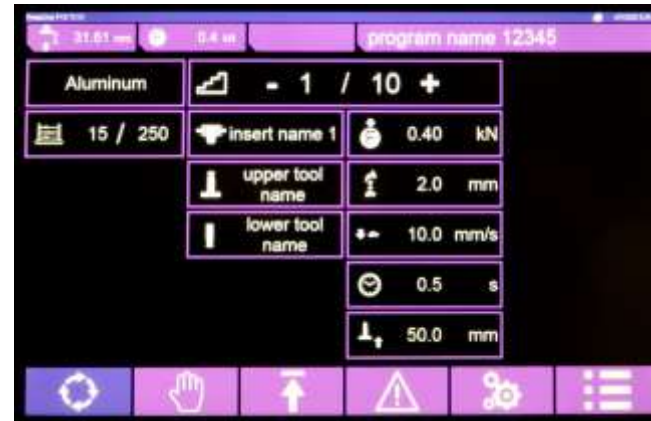 31.61 mm
0.4 kN
program name 12345
Aluminum
- 1 / 10 +
15 / 250
insert name 1
0.40 kN
upper tool
name
2.0 mm
lower tool
name
10.0 mm/s
0.5 s
50.0 mm